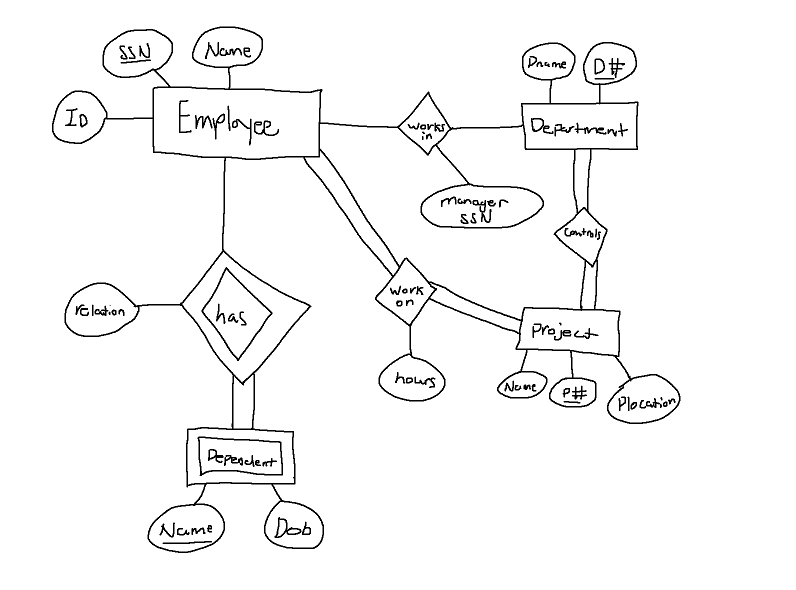 SSN
Name
Dname
D#
ID
Employee
works
in
Department
manager
SSN
controls
relation
has
work
on
Project
hours
Name
P#
Plocation
Dependent
Name
Dob